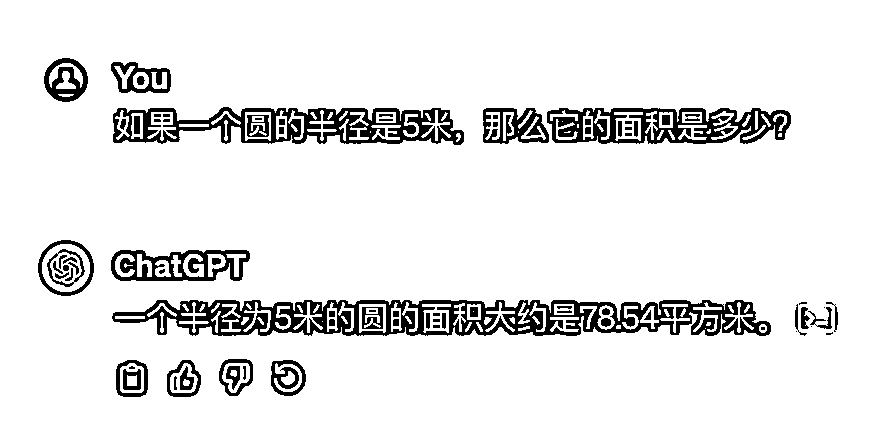 You
如果一个圆的半径是5米，那么它的面积是多少？
ChatGPT
一个半径为5米的圆的面积大约是78.54平方米。 [>-]